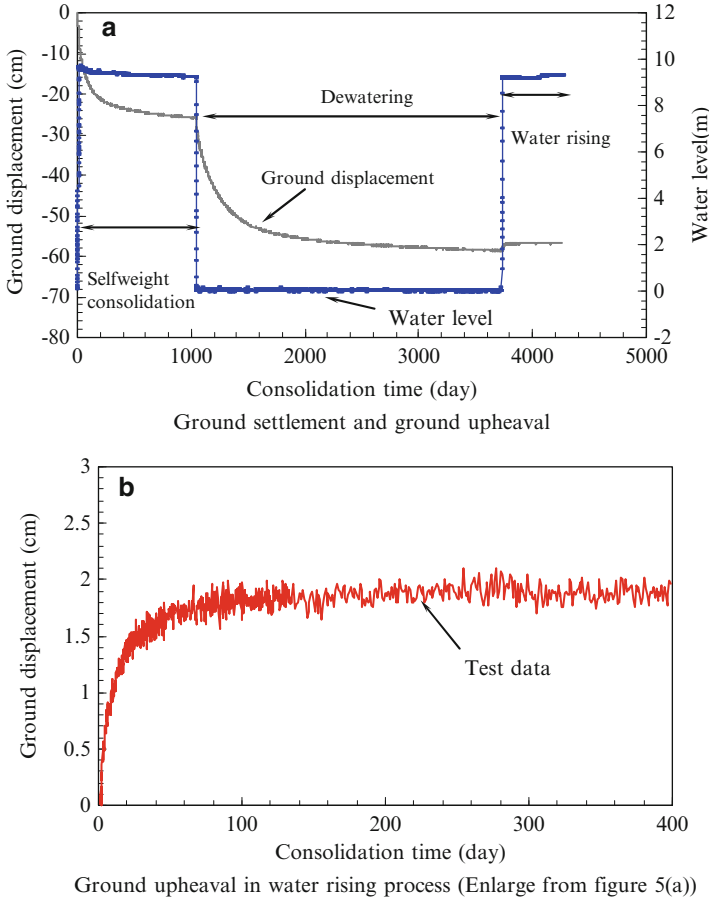 a
0
-10
-20
-30
-40
-50
-60
-70
-80
Ground displacement (cm)
12
10
8
6
4
2
0
-2
Water level(m)
Dewatering
Water rising
Ground displacement
Selfweight
consolidation
Water level
0 1000 2000 3000 4000 5000
Consolidation time (day)
Ground settlement and ground upheaval
b
3
2.5
2
1.5
1
0.5
0
Ground displacement (cm)
Test data
0 100 200 300 400
Consolidation time (day)
Ground upheaval in water rising process (Enlarge from figure 5(a))